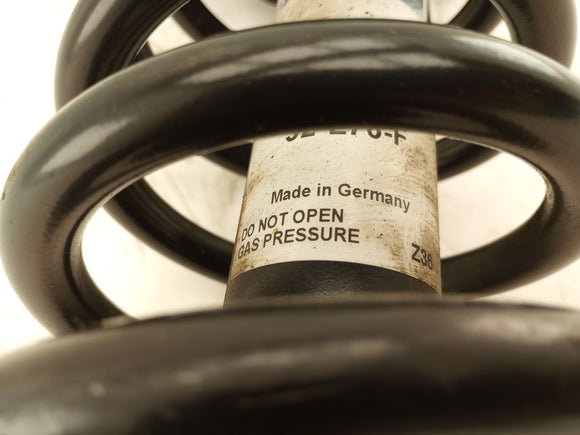 Made in Germany
DO NOT OPEN
GAS PRESSURE
Z36